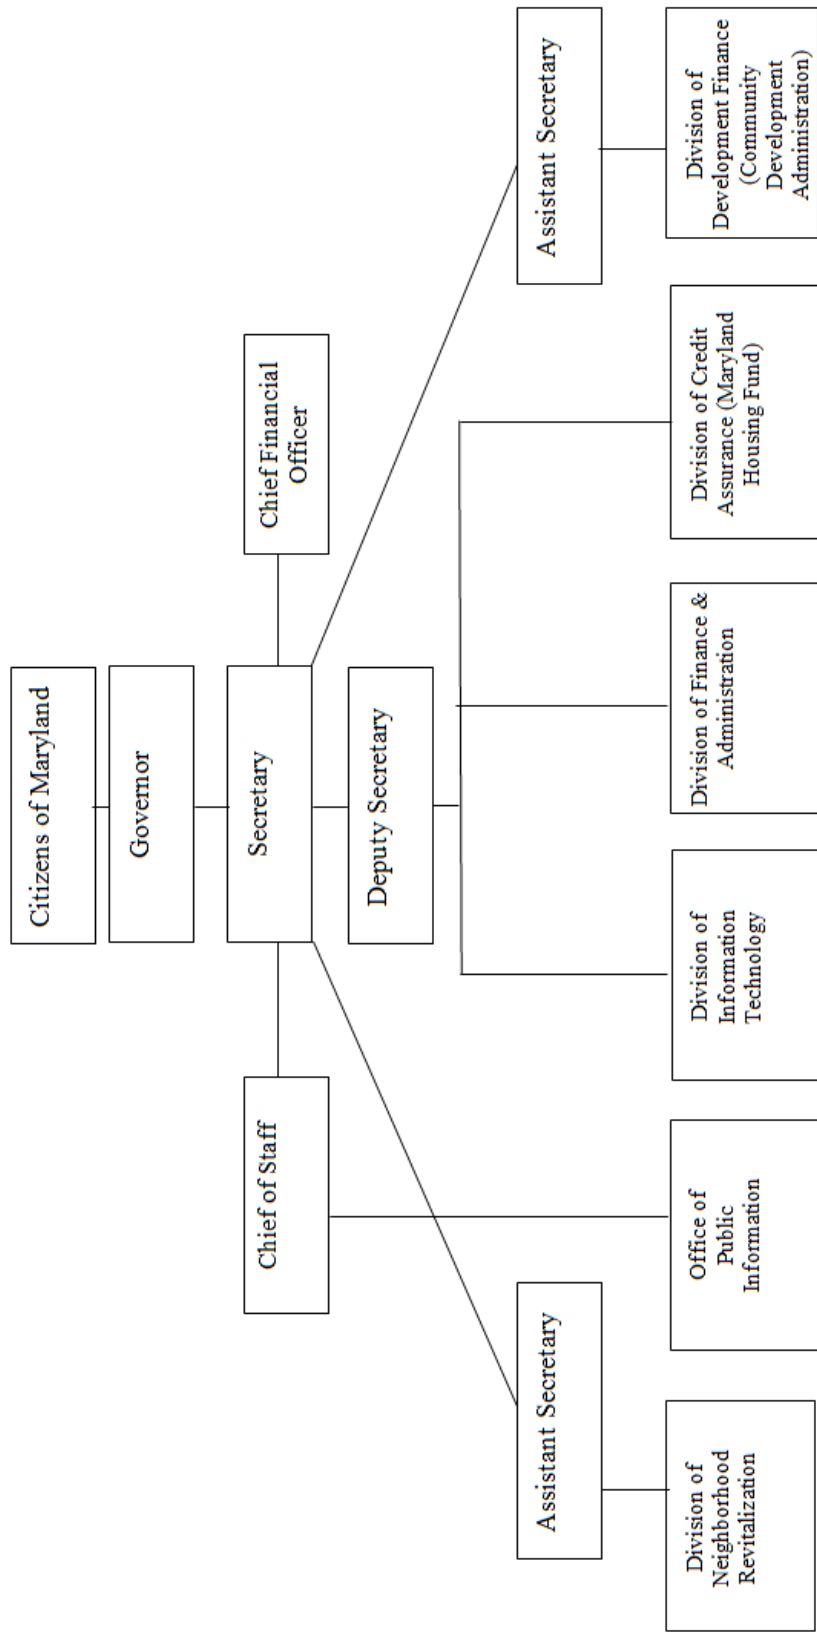 Citizens of Maryland
Governor
Chief of Staff
Secretary
Chief Financial
Officer
Deputy Secretary
Assistant Secretary
Assistant Secretary
Division of
Neighborhood
Revitalization
Office of
Public
Information
Division of
Information
Technology
Division of Finance &
Administration
Division of Credit
Assurance (Maryland
Housing Fund)
Division of
Development Finance
(Community
Development
Administration)